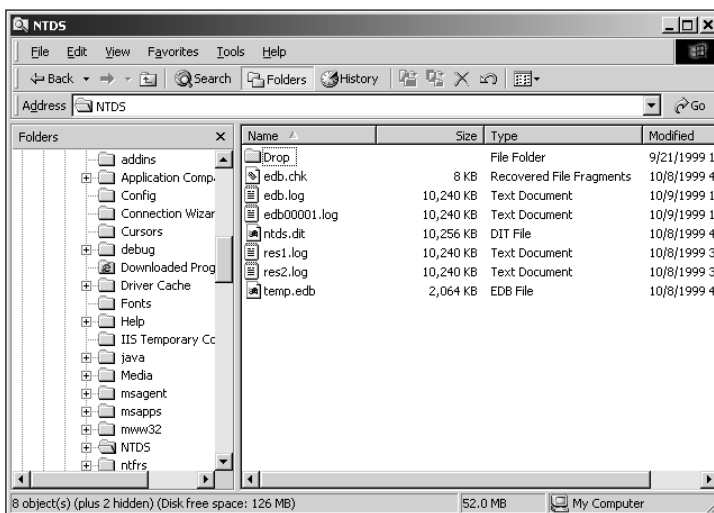 NTDS
File Edit View Favorites Tools Help
Back Search Folders History
Address NTDS Go
Folders
addins
Application Comp
Config
Connection Wizar
Cursors
debug
Downloaded Prog
Driver Cache
Fonts
Help
IIS Temporary Co
java
Media
msagent
msapps
mww32
NTDS
ntfrs
Name Size Type Modified
Drop File Folder 9/21/1999 1
edb.chk 8 KB Recovered File Fragments 10/8/1999 4
edb.log 10,240 KB Text Document 10/9/1999 1
edb00001.log 10,240 KB Text Document 10/9/1999 1
ntds.dit 10,256 KB DIT File 10/8/1999 4
res1.log 10,240 KB Text Document 10/8/1999 3
res2.log 10,240 KB Text Document 10/8/1999 3
temp.edb 2,064 KB EDB File 10/8/1999 4
8 object(s) (plus 2 hidden) (Disk free space: 126 MB) 52.0 MB My Computer